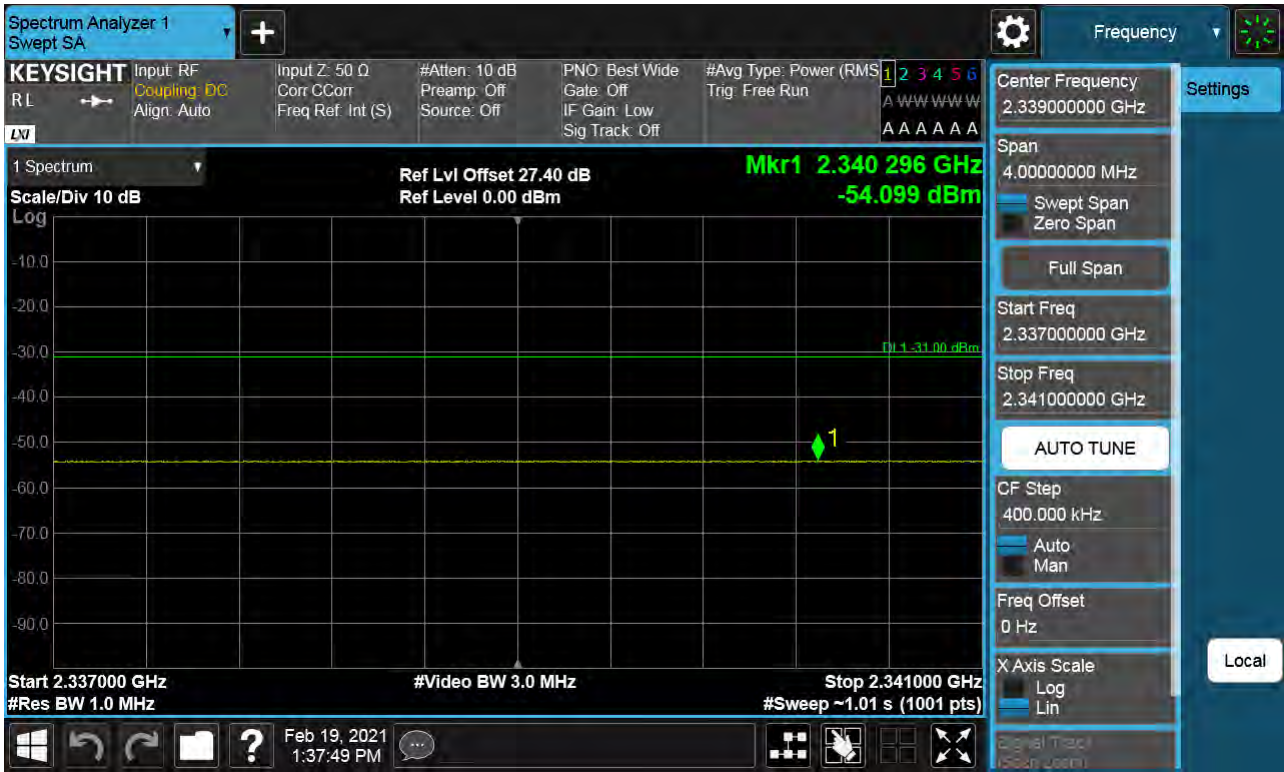 Spectrum Analyzer 1
Swept SA
+
Frequency
KEYSIGHT
R L
LXI
Input: RF
Coupling: DC
Align: Auto
Input Z: 50 Ω
Corr CCorr
Freq Ref: Int (S)
#Atten: 10 dB
Preamp: Off
Source: Off
PNO: Best Wide
Gate: Off
IF Gain: Low
Sig Track: Off
#Avg Type: Power (RMS
Trig: Free Run
1 2 3 4 5 6
A W W W W W
A A A A A A
1 Spectrum
Scale/Div 10 dB
Log
Ref Lvl Offset 27.40 dB
Ref Level 0.00 dBm
Mkr1 2.340 296 GHz
-54.099 dBm
-10.0
-20.0
-30.0
DL1 -31.00 dBm
-40.0
-50.0
1
-60.0
-70.0
-80.0
-90.0
Start 2.337000 GHz
#Video BW 3.0 MHz
Stop 2.341000 GHz
#Res BW 1.0 MHz
#Sweep ~1.01 s (1001 pts)
Center Frequency
2.339000000 GHz
Settings
Span
4.00000000 MHz
Swept Span
Zero Span
Full Span
Start Freq
2.337000000 GHz
Stop Freq
2.341000000 GHz
AUTO TUNE
CF Step
400.000 kHz
Auto
Man
Freq Offset
0 Hz
X Axis Scale
Log
Lin
Local
Signal Track
(Span Zoom)
?
Feb 19, 2021
1:37:49 PM